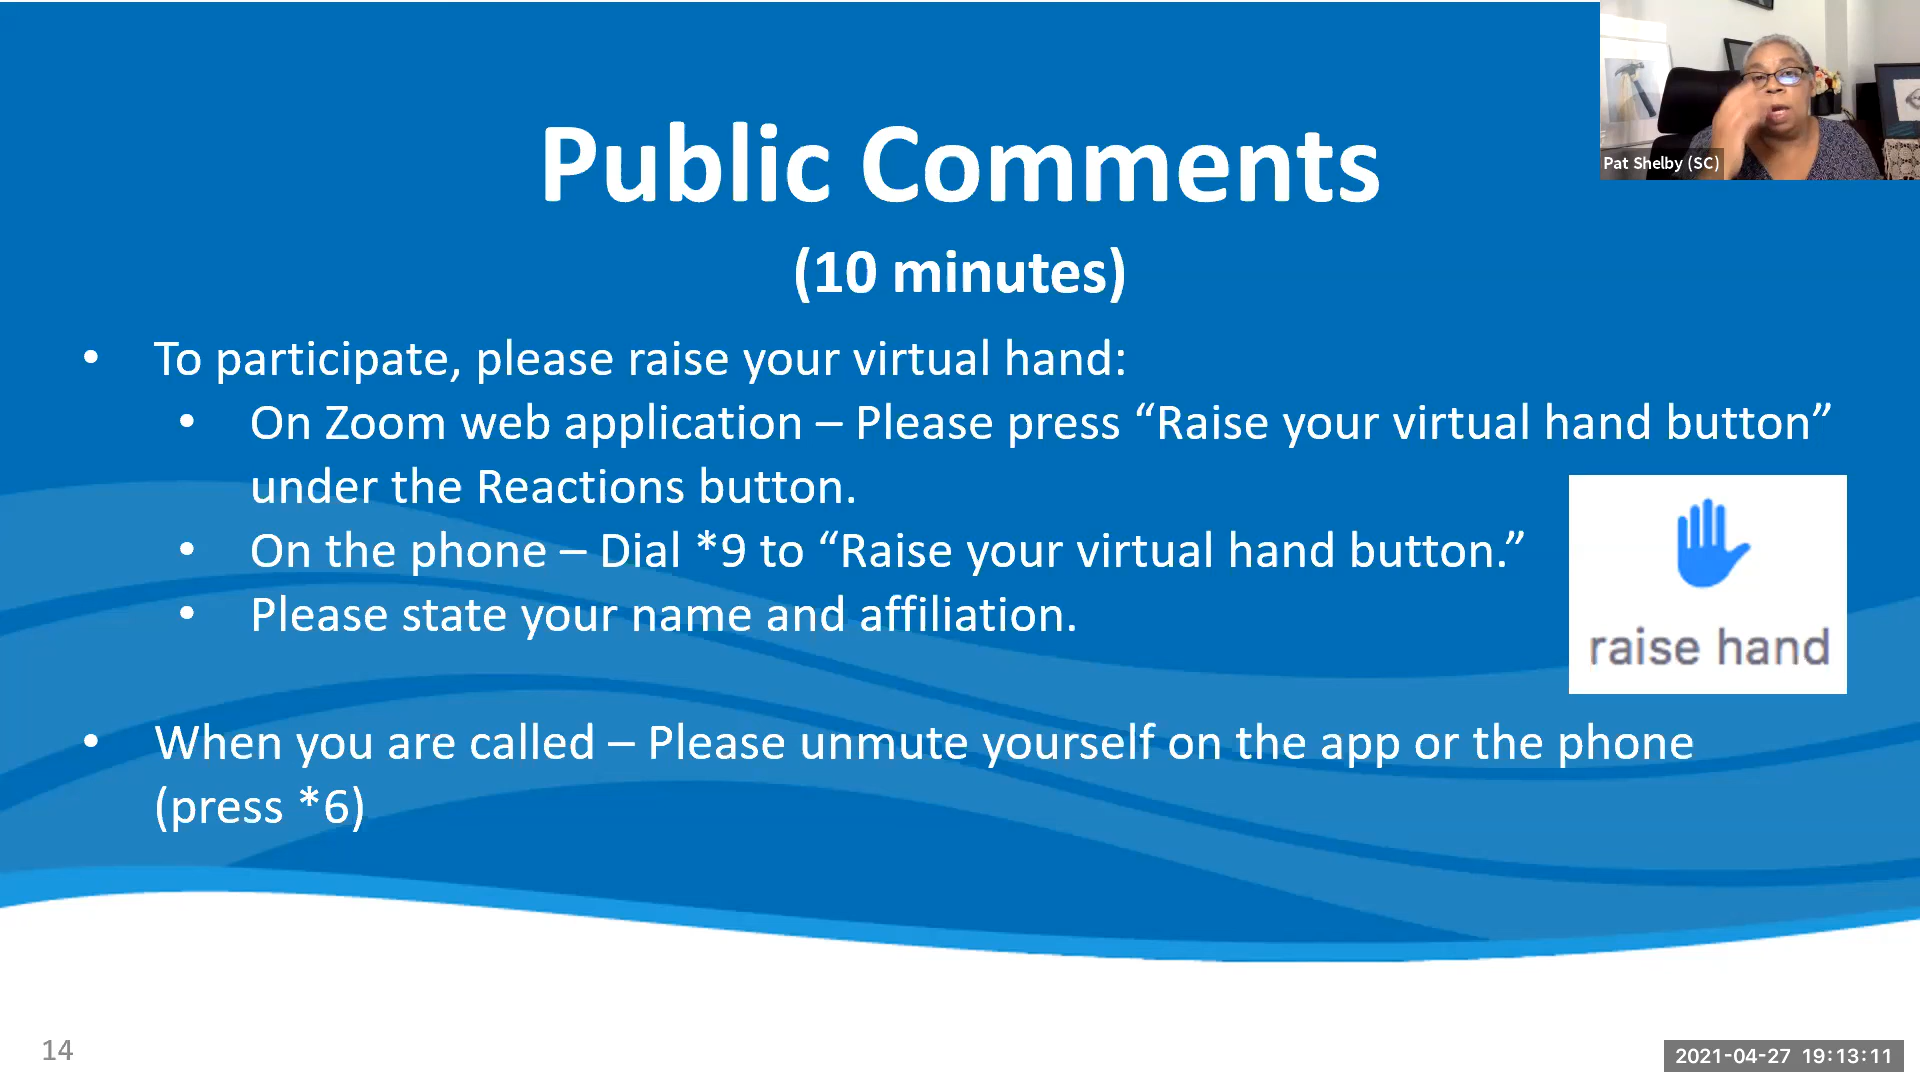 Public Comments
(10 minutes)
• To participate, please raise your virtual hand:
• On Zoom web application – Please press “Raise your virtual hand button”
under the Reactions button.
• On the phone – Dial *9 to “Raise your virtual hand button.”
• Please state your name and affiliation.
raise hand
• When you are called – Please unmute yourself on the app or the phone
(press *6)
Pat Shelby (SC)
14
2021-04-27 19:13:11